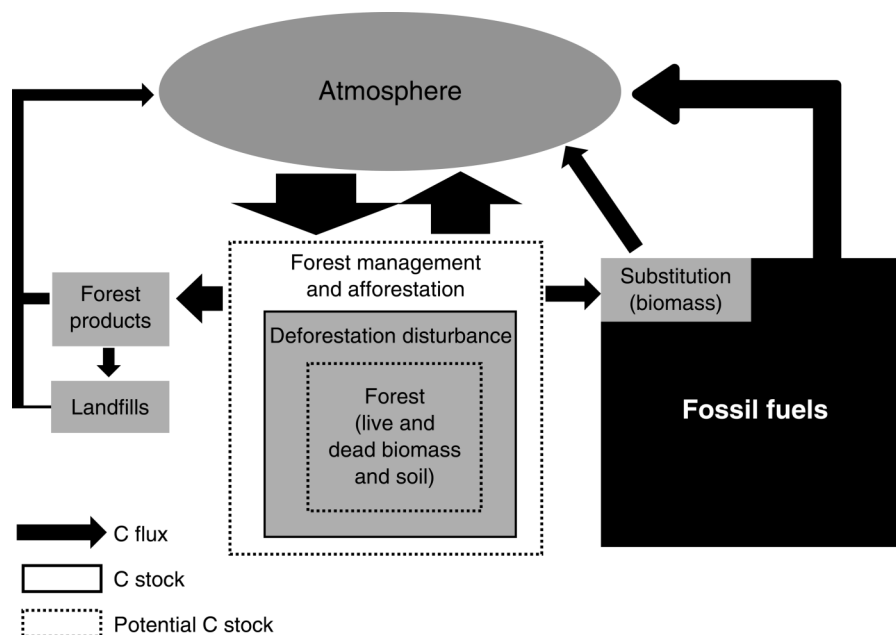 Atmosphere
Forest management
and afforestation
Substitution
(biomass)
Forest
products
Deforestation disturbance
Landfills
Forest
(live and
dead biomass
and soil)
Fossil fuels
C flux
C stock
Potential C stock